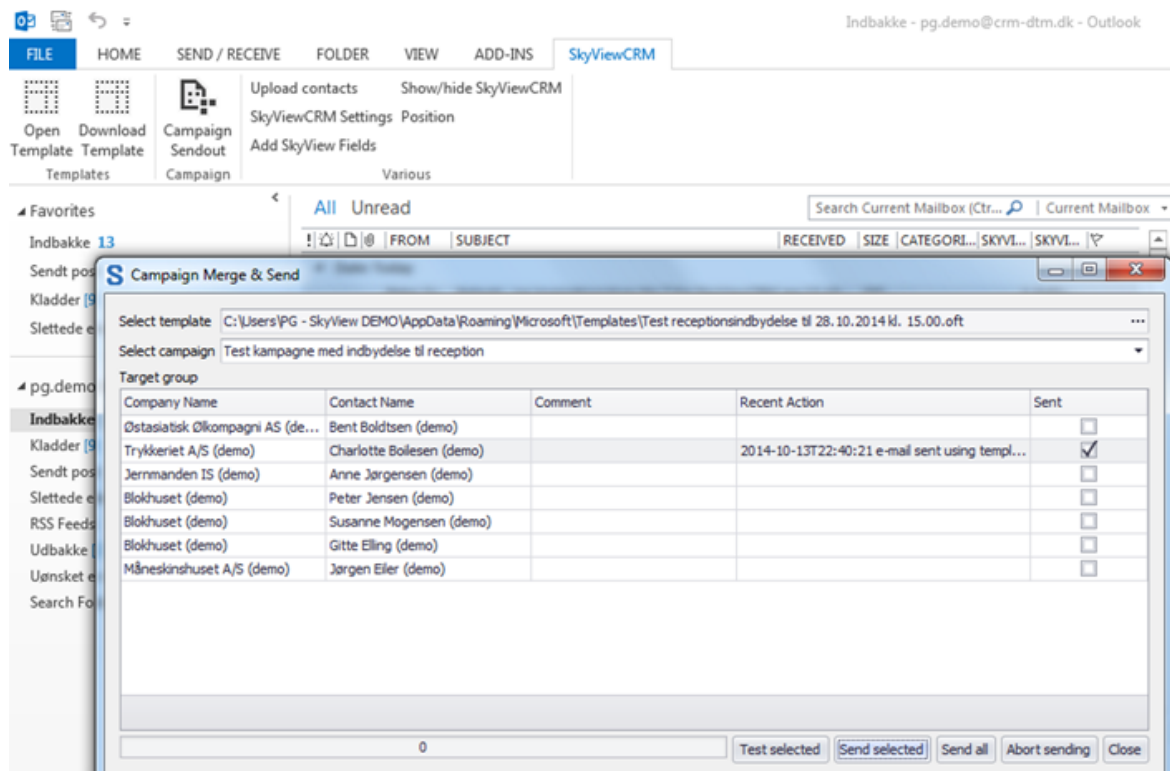 Indbakke - pg.demo@crm-dtm.dk - Outlook
FILE HOME SEND / RECEIVE FOLDER VIEW ADD-INS SkyViewCRM
Open Template
Download Template
Templates
Campaign Sendout
Campaign
Upload contacts Show/hide SkyViewCRM
SkyViewCRM Settings Position
Add SkyView Fields
Various
Favorites
Indbakke 13
Sendt pos
Kladder [9
Slettede e
pg.demo
Indbakke
Kladder [9
Sendt pos
Slettede e
RSS Feeds
Udbakke [
Uønsket e
Search Fo
All Unread
Search Current Mailbox (Ctr... Current Mailbox
! FROM SUBJECT RECEIVED SIZE CATEGORI... SKYVI... SKYVI...
S Campaign Merge & Send
Select template C:\Users\PG - SkyView DEMO\AppData\Roaming\Microsoft\Templates\Test receptionsindbydelse til 28.10.2014 kl. 15.00.oft ...
Select campaign Test kampagne med indbydelse til reception
Target group
Company Name Contact Name Comment Recent Action Sent
Østasiatisk Ølkompagni AS (de... Bent Boldtsen (demo)
Trykkeriet A/S (demo) Charlotte Boilesen (demo) 2014-10-13T22:40:21 e-mail sent using templ...
Jernmanden IS (demo) Anne Jørgensen (demo)
Blokhuset (demo) Peter Jensen (demo)
Blokhuset (demo) Susanne Mogensen (demo)
Blokhuset (demo) Gitte Elling (demo)
Måneskinshuset A/S (demo) Jørgen Eiler (demo)
0
Test selected Send selected Send all Abort sending Close